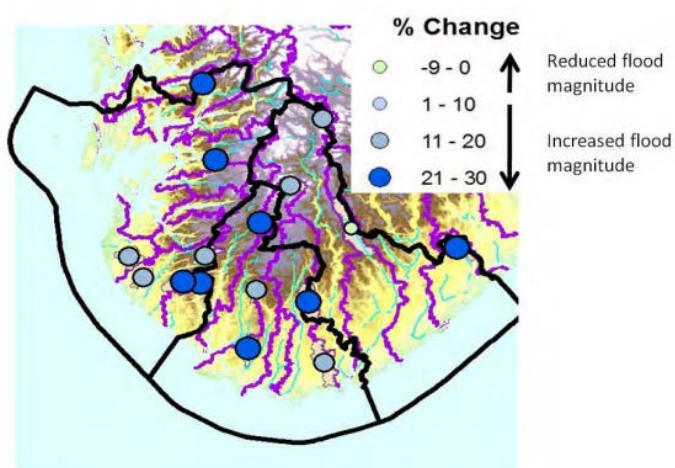 % Change
-9 - 0
1 - 10
11 - 20
21 - 30
Reduced flood
magnitude
Increased flood
magnitude